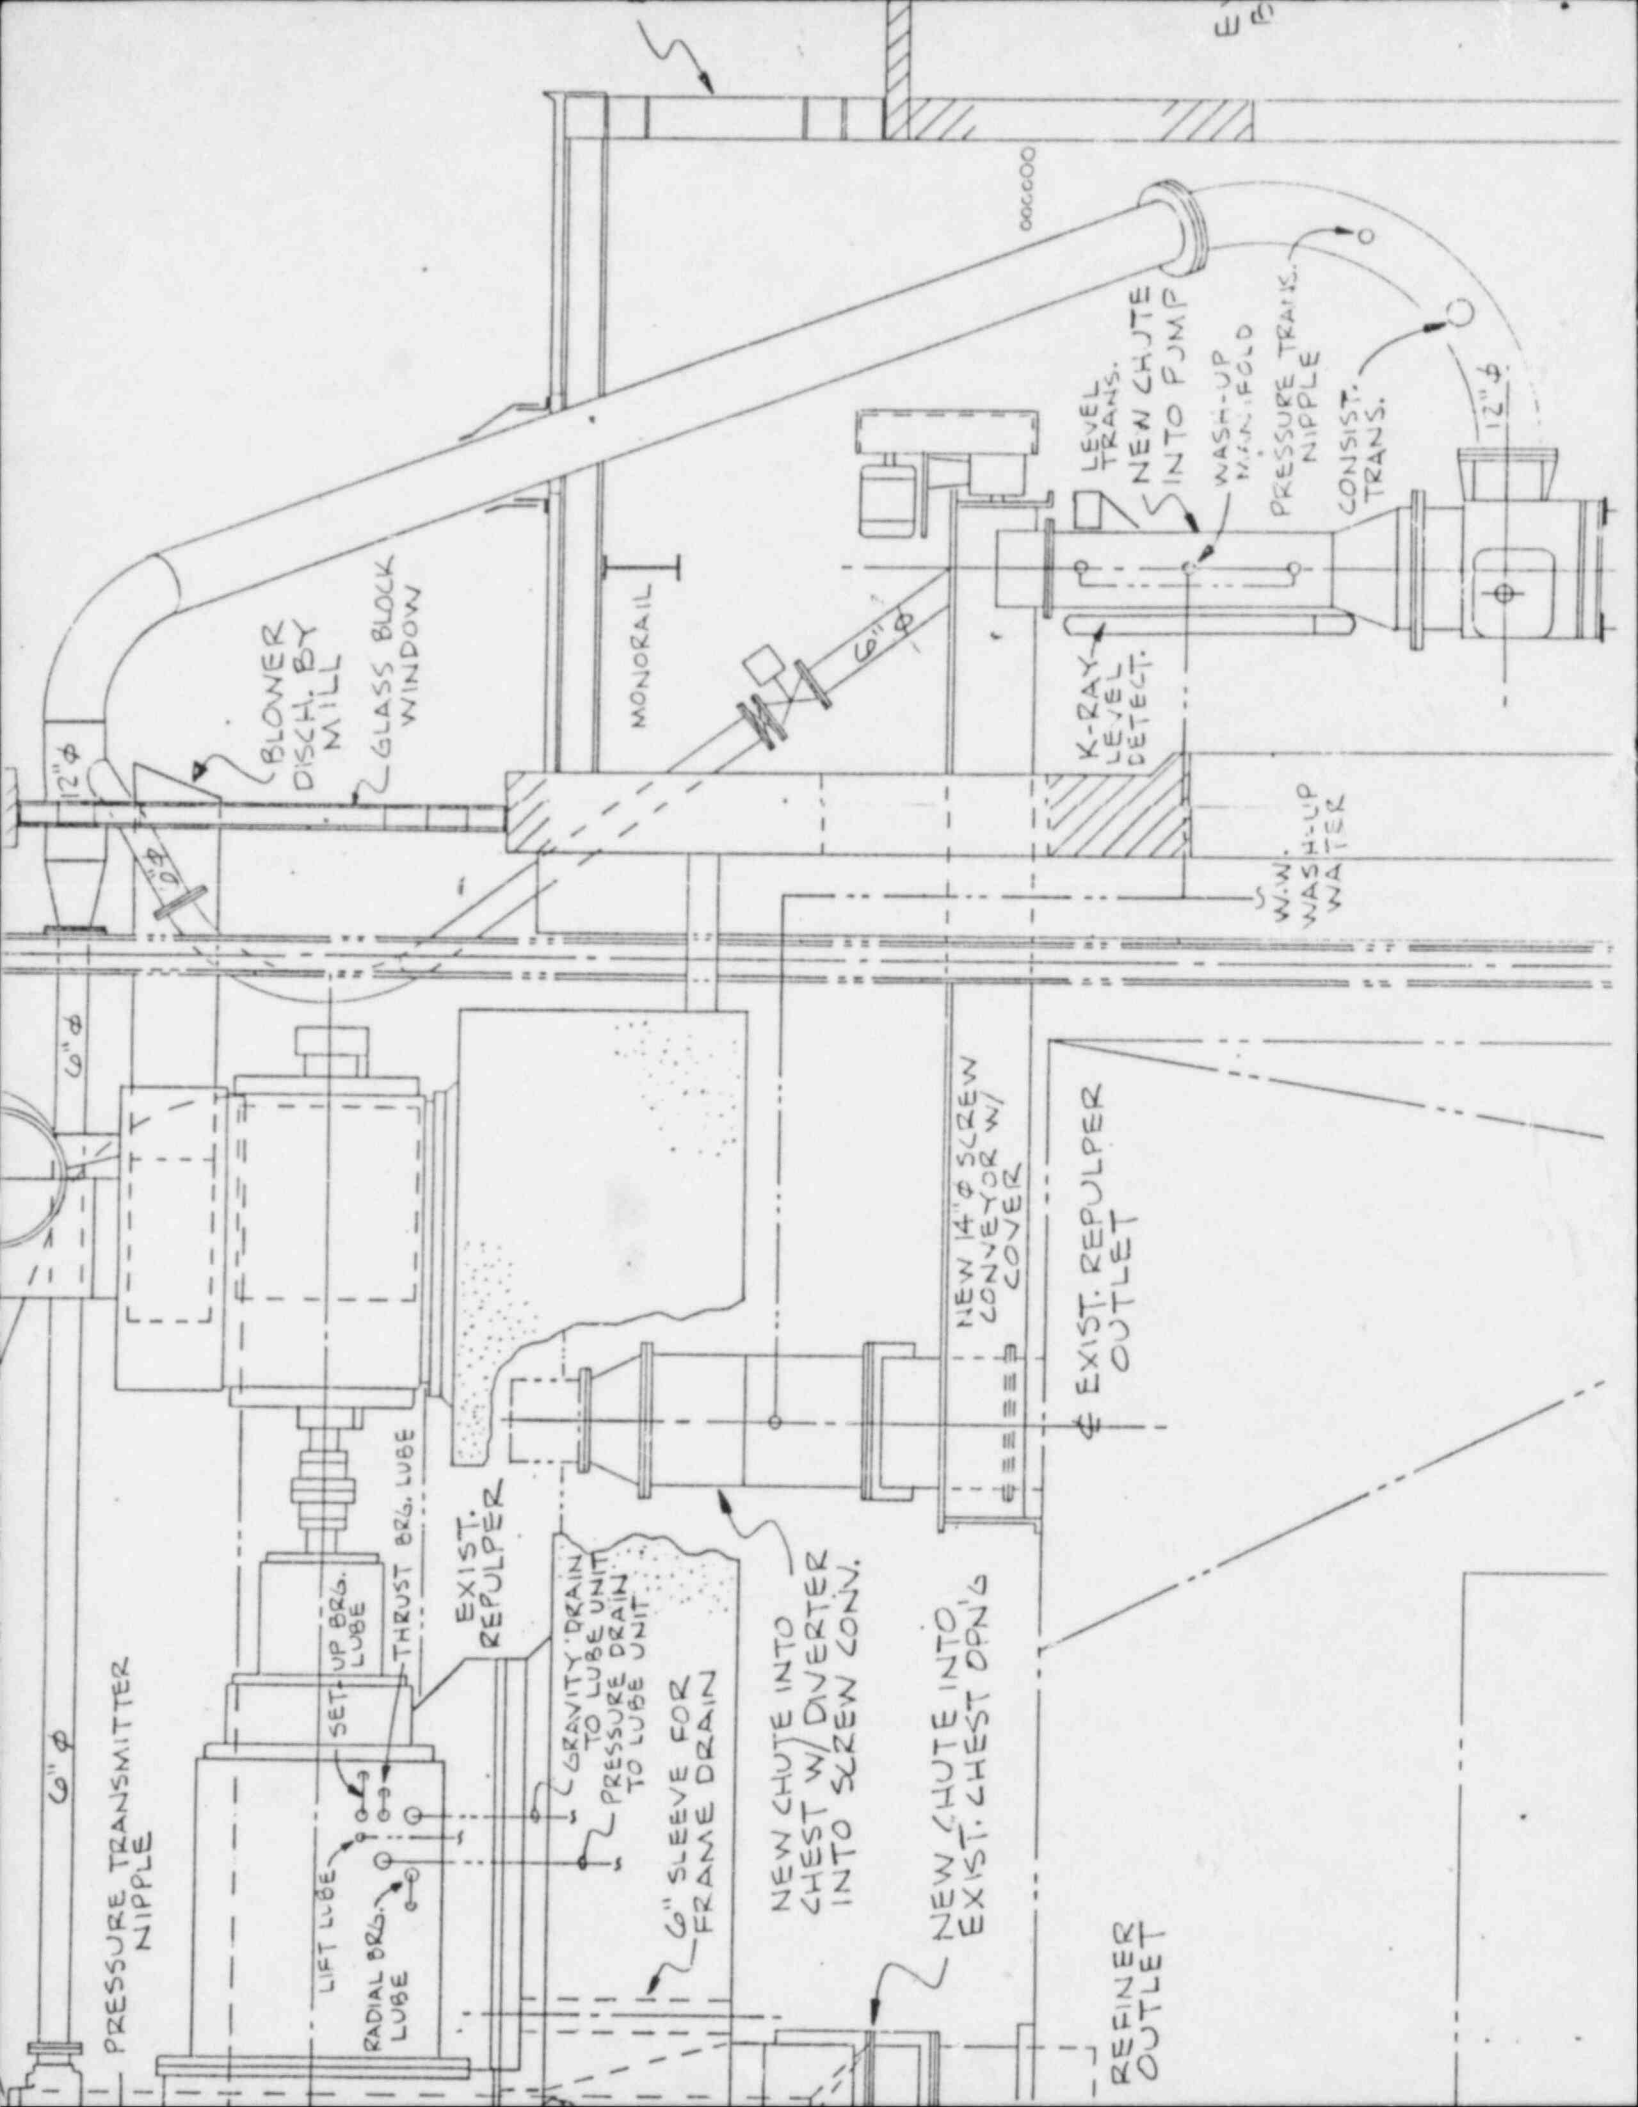 PRESSURE TRANSMITTER
NIPPLE
6" Ø
6" Ø
12" Ø
BLOWER
DISCH. BY
MILL
GLASS BLOCK
WINDOW
LIFT LUBE
SET-UP BRG.
LUBE
THRUST BRG. LUBE
RADIAL BRG.
LUBE
EXIST.
REPULPER
GRAVITY DRAIN
TO LUBE UNIT
PRESSURE DRAIN
TO LUBE UNIT
6" SLEEVE FOR
FRAME DRAIN
MONORAIL
6" Ø
NEW CHUTE INTO
CHEST W/ DIVERTER
INTO SCREW CONV.
NEW CHUTE INTO
EXIST. CHEST OPN'G
NEW 14" Ø SCREW
CONVEYOR W/
COVER
℄ EXIST. REPULPER
OUTLET
REFINER
OUTLET
K-RAY
LEVEL
DETECT.
LEVEL
TRANS.
NEW CHUTE
INTO PUMP
WASH-UP
MANIFOLD
PRESSURE TRANS.
NIPPLE
CONSIST.
TRANS.
12" Ø
W.W.
WASH-UP
WATER